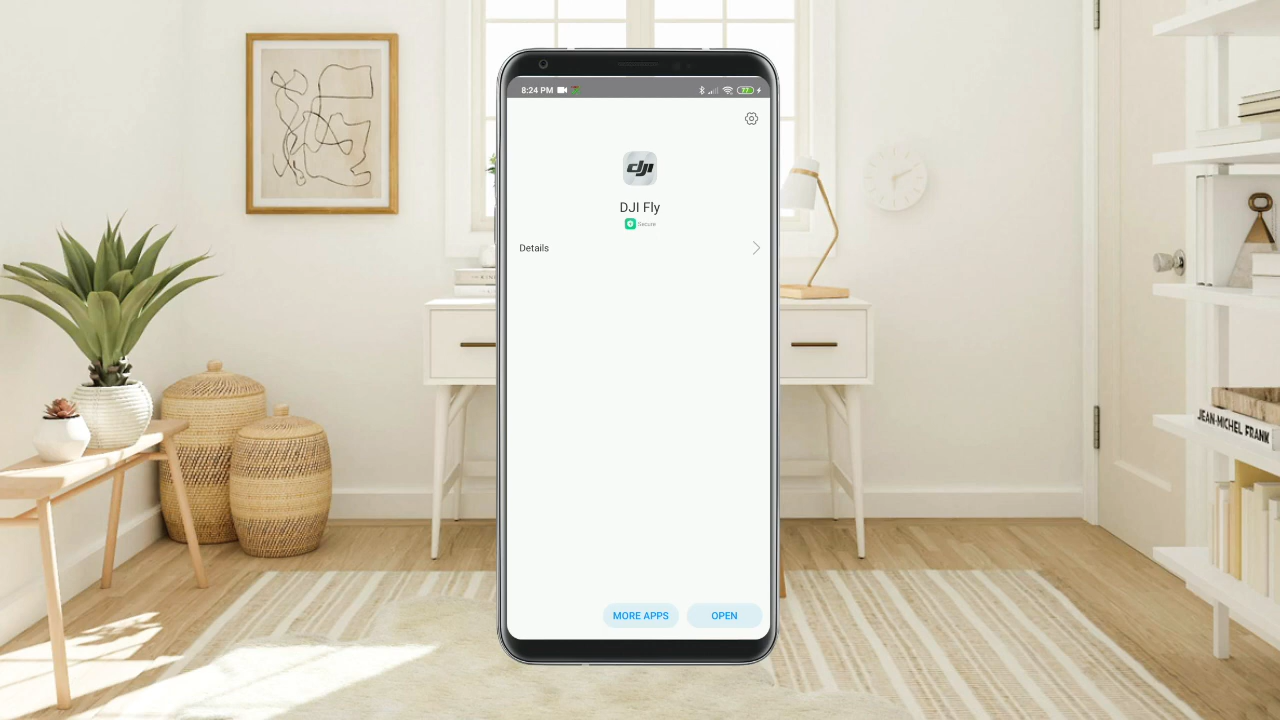 8:24 PM
77
dji
DJI Fly
Secure
Details
MORE APPS
OPEN
JEAN-MICHEL FRANK